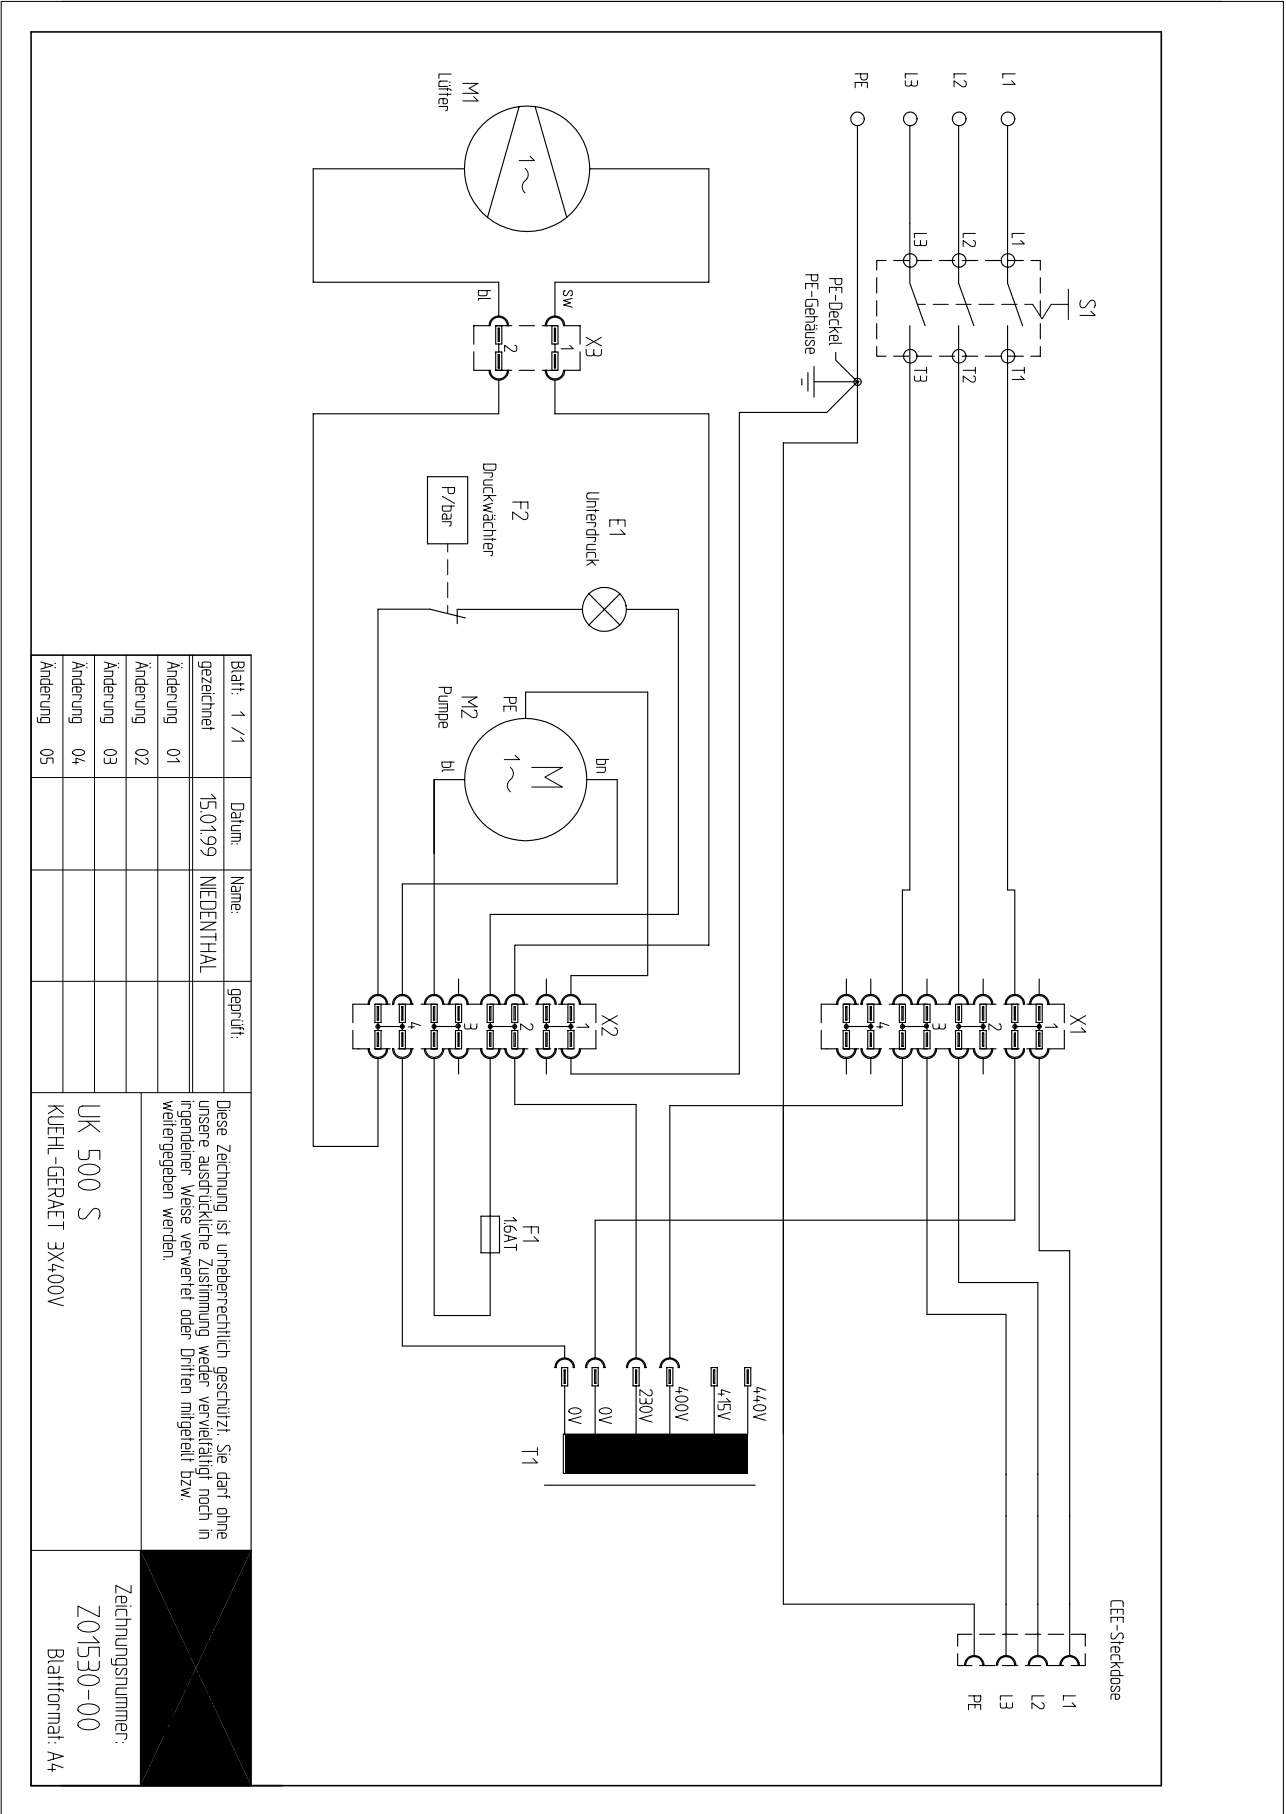 L1
L2
L3
PE
S1
L1
L2
L3
T1
T2
T3
PE-Deckel
PE-Gehäuse
X1
1
2
3
4
CEE-Steckdose
L1
L2
L3
PE
440V
415V
400V
230V
0V
0V
T1
M1
Lüfter
1~
sw
bl
X3
1
2
E1
Unterdruck
F2
Druckwächter
P/bar
M2
Pumpe
PE
M
1~
bn
bl
X2
1
2
3
4
F1
1.6AT
Blatt: 1 /1
Datum:
Name:
geprüft:
gezeichnet
15.01.99
NIEDENTHAL
Änderung 01
Änderung 02
Änderung 03
Änderung 04
Änderung 05
Diese Zeichnung ist urheberrechtlich geschützt. Sie darf ohne
unsere ausdrückliche Zustimmung weder vervielfältigt noch in
irgendeiner Weise verwertet oder Dritten mitgeteilt bzw.
weitergegeben werden.
UK 500 S
KUEHL-GERAET 3X400V
Zeichnungsnummer:
Z01530-00
Blattformat: A4